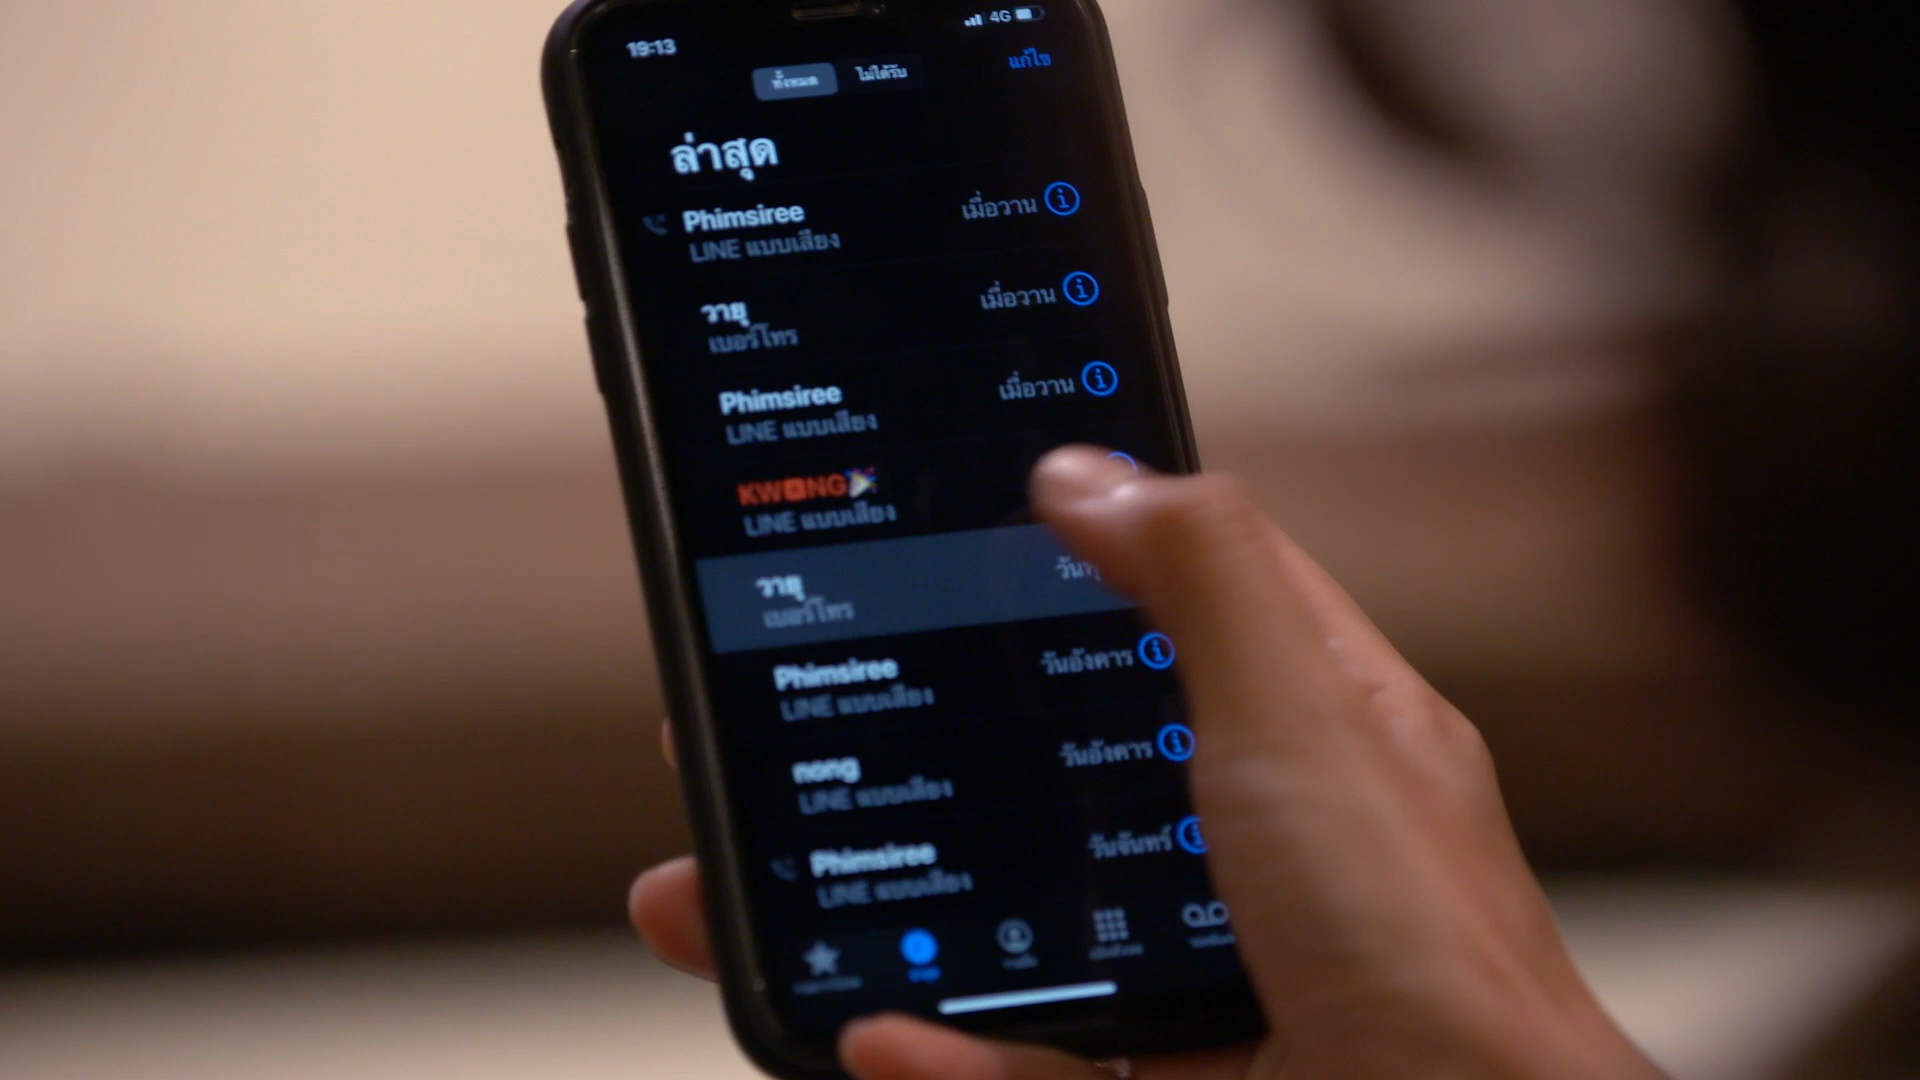 19:13
4G
ทั้งหมด ไม่ได้รับ แก้ไข
ล่าสุด
Phimsiree เมื่อวาน
LINE แบบเสียง
วายุ เมื่อวาน
เบอร์โทร
Phimsiree เมื่อวาน
LINE แบบเสียง
KWONG
LINE แบบเสียง
วายุ
เบอร์โทร
Phimsiree วันอังคาร
LINE แบบเสียง
nong วันอังคาร
LINE แบบเสียง
Phimsiree วันจันทร์
LINE แบบเสียง